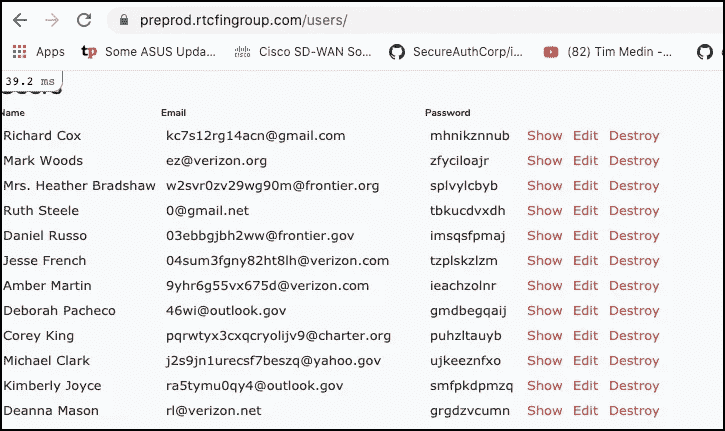 preprod.rtcfingroup.com/users/
Apps tp Some ASUS Upda... Cisco SD-WAN So... SecureAuthCorp/i... (82) Tim Medin -...
39.2 ms
Name Email Password
Richard Cox kc7s12rg14acn@gmail.com mhnikznnub Show Edit Destroy
Mark Woods ez@verizon.org zfyciloajr Show Edit Destroy
Mrs. Heather Bradshaw w2svr0zv29wg90m@frontier.org splvylcbyb Show Edit Destroy
Ruth Steele 0@gmail.net tbkucdvxdh Show Edit Destroy
Daniel Russo 03ebbgjbh2ww@frontier.gov imsqsfpmaj Show Edit Destroy
Jesse French 04sum3fgny82ht8lh@verizon.com tzplskzlzm Show Edit Destroy
Amber Martin 9yhr6g55vx675d@verizon.com ieachzolnr Show Edit Destroy
Deborah Pacheco 46wi@outlook.gov gmdbegqaij Show Edit Destroy
Corey King pqrwtyx3cxqcryolijv9@charter.org puhzltauyb Show Edit Destroy
Michael Clark j2s9jn1urecsf7beszq@yahoo.gov ujkeeznfxo Show Edit Destroy
Kimberly Joyce ra5tymu0qy4@outlook.gov smfpkdpmzq Show Edit Destroy
Deanna Mason rl@verizon.net grgdzvcumn Show Edit Destroy